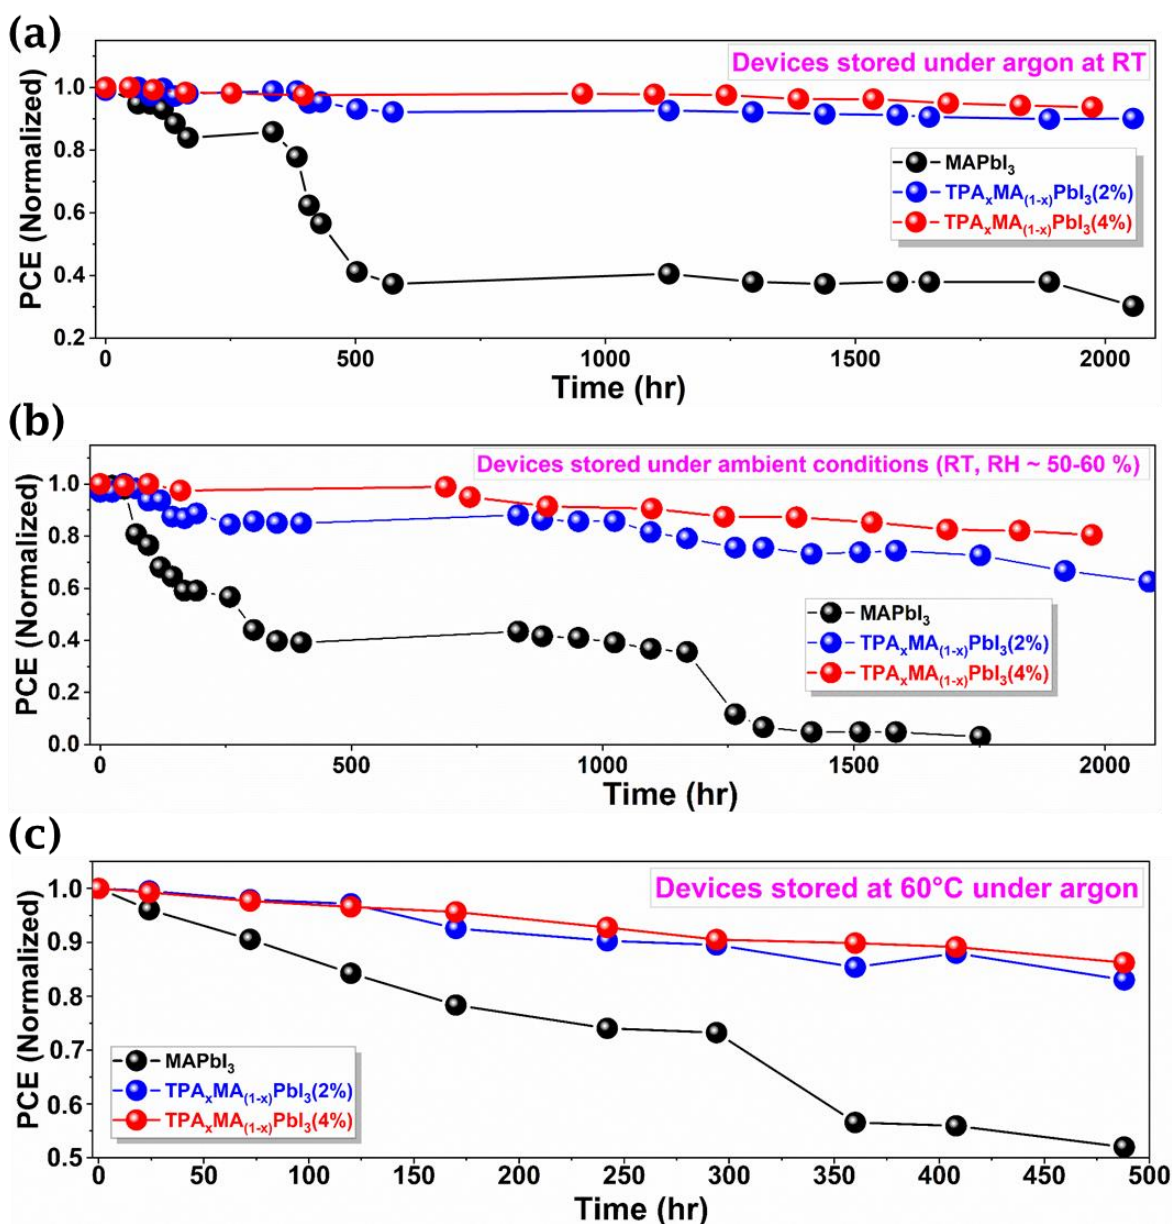 (a)
Devices stored under argon at RT
PCE (Normalized)
1.0
0.8
0.6
0.4
0.2
MAPbI₃
TPAₓMA₍₁₋ₓ₎PbI₃(2%)
TPAₓMA₍₁₋ₓ₎PbI₃(4%)
0 500 1000 1500 2000
Time (hr)
(b)
Devices stored under ambient conditions (RT, RH ~ 50-60 %)
PCE (Normalized)
1.0
0.8
0.6
0.4
0.2
0.0
MAPbI₃
TPAₓMA₍₁₋ₓ₎PbI₃(2%)
TPAₓMA₍₁₋ₓ₎PbI₃(4%)
0 500 1000 1500 2000
Time (hr)
(c)
Devices stored at 60°C under argon
PCE (Normalized)
1.0
0.9
0.8
0.7
0.6
0.5
MAPbI₃
TPAₓMA₍₁₋ₓ₎PbI₃(2%)
TPAₓMA₍₁₋ₓ₎PbI₃(4%)
0 50 100 150 200 250 300 350 400 450 500
Time (hr)